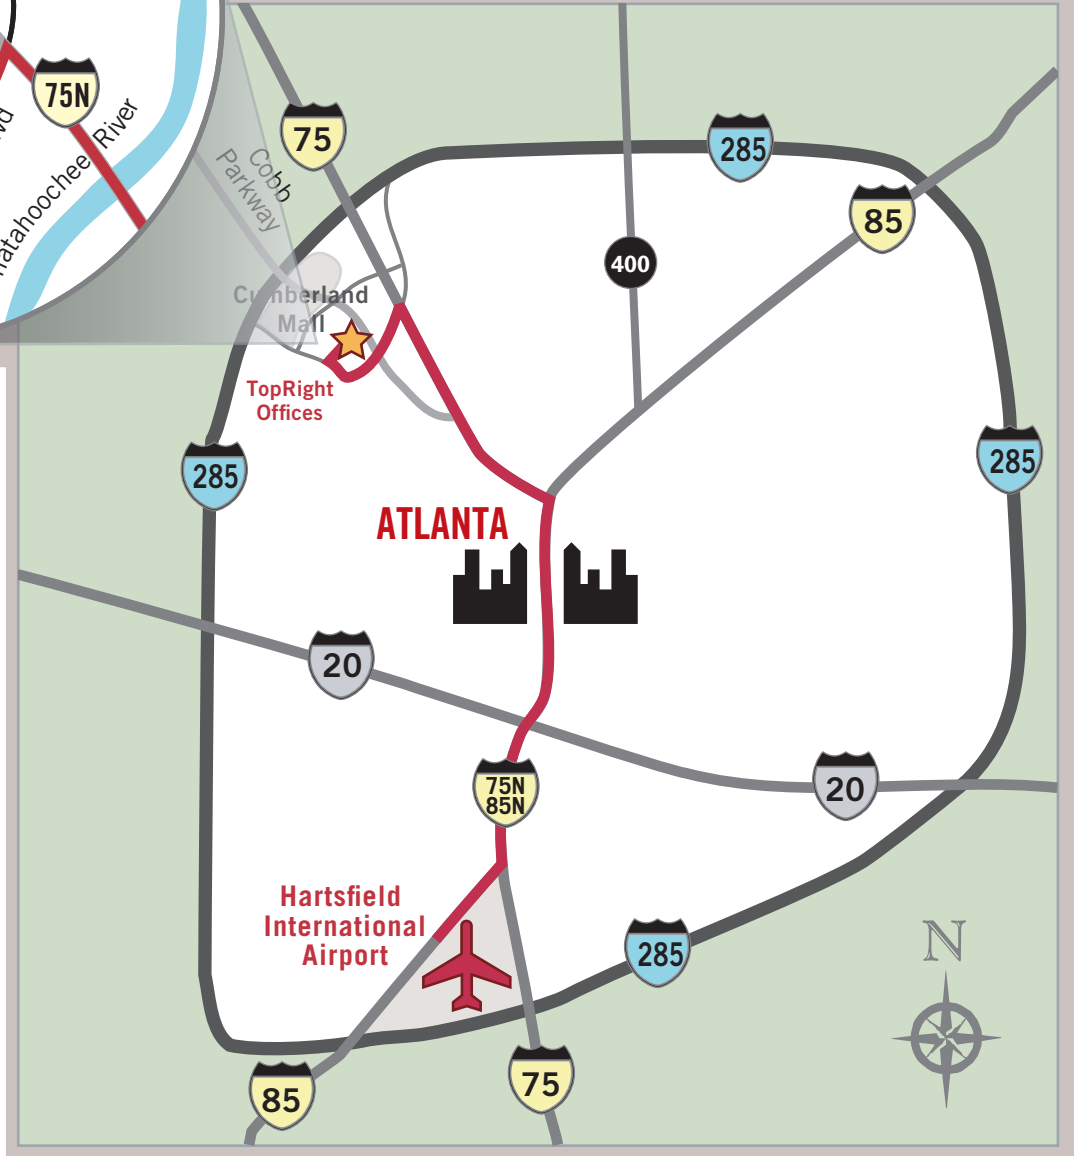 75N
River
75
Cobb
Parkway
285
85
400
Cumberland
Mall
TopRight
Offices
285
285
ATLANTA
20
75N
85N
20
Hartsfield
International
Airport
285
N
85
75